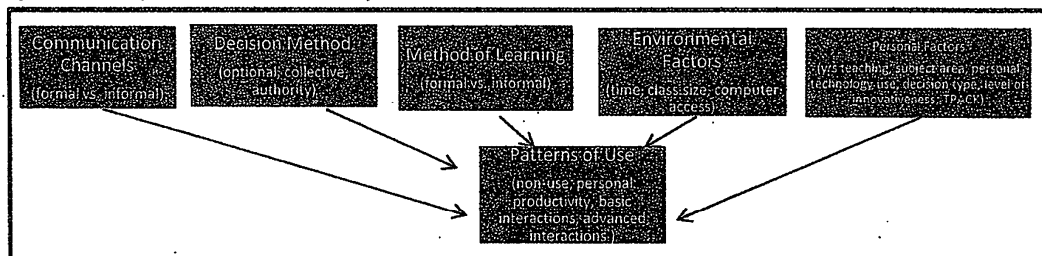 Communication
Channels
(formal vs. informal)
Decision Method
(optional, collective,
authority)
Method of Learning
(formal vs. informal)
Environmental
Factors
(time, class size, computer
access)
Personal Factors
(yrs teaching, subject area, personal
technology use, decision type, level of
innovativeness, TPACK)
Patterns of Use
(non-use, personal
productivity, basic
interactions, advanced
interactions)